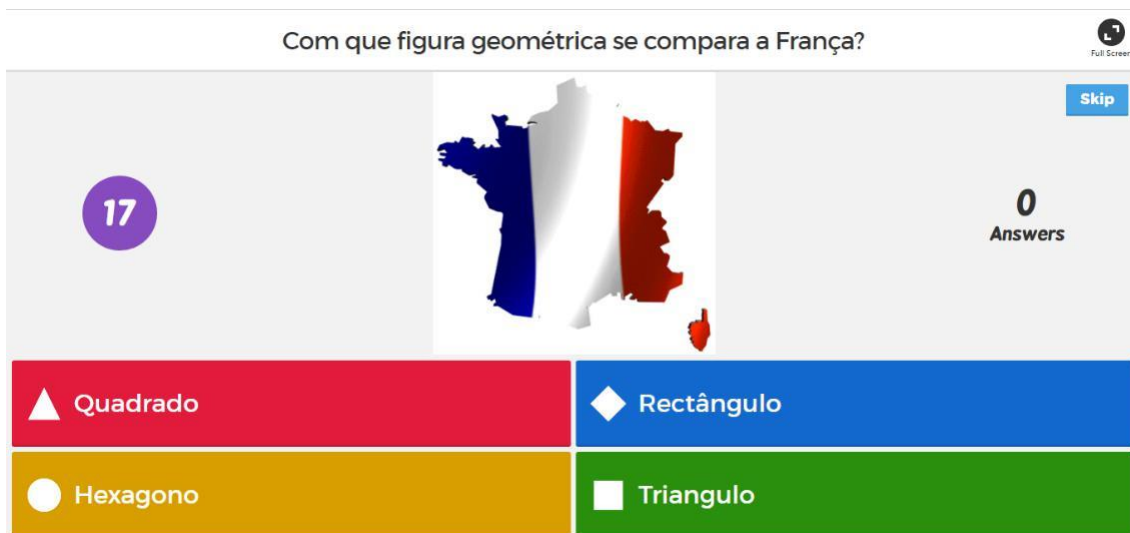 Com que figura geométrica se compara a França?
Full Screen
Skip
17
0
Answers
Quadrado
Rectângulo
Hexagono
Triangulo